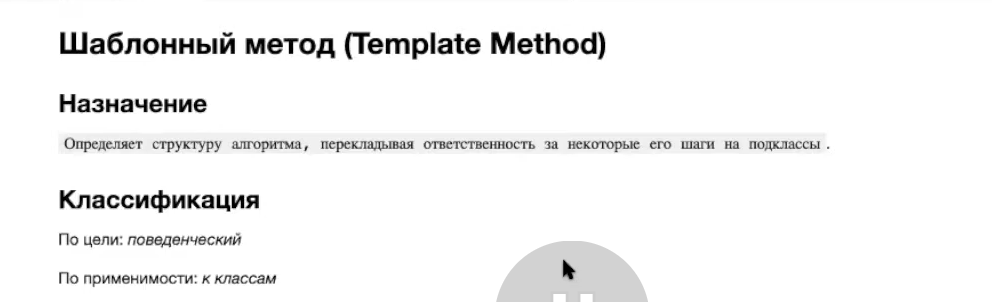 Шаблонный метод (Template Method)
Назначение
Определяет структуру алгоритма, перекладывая ответственность за некоторые его шаги на подклассы .
Классификация
По цели: поведенческий
По применимости: к классам